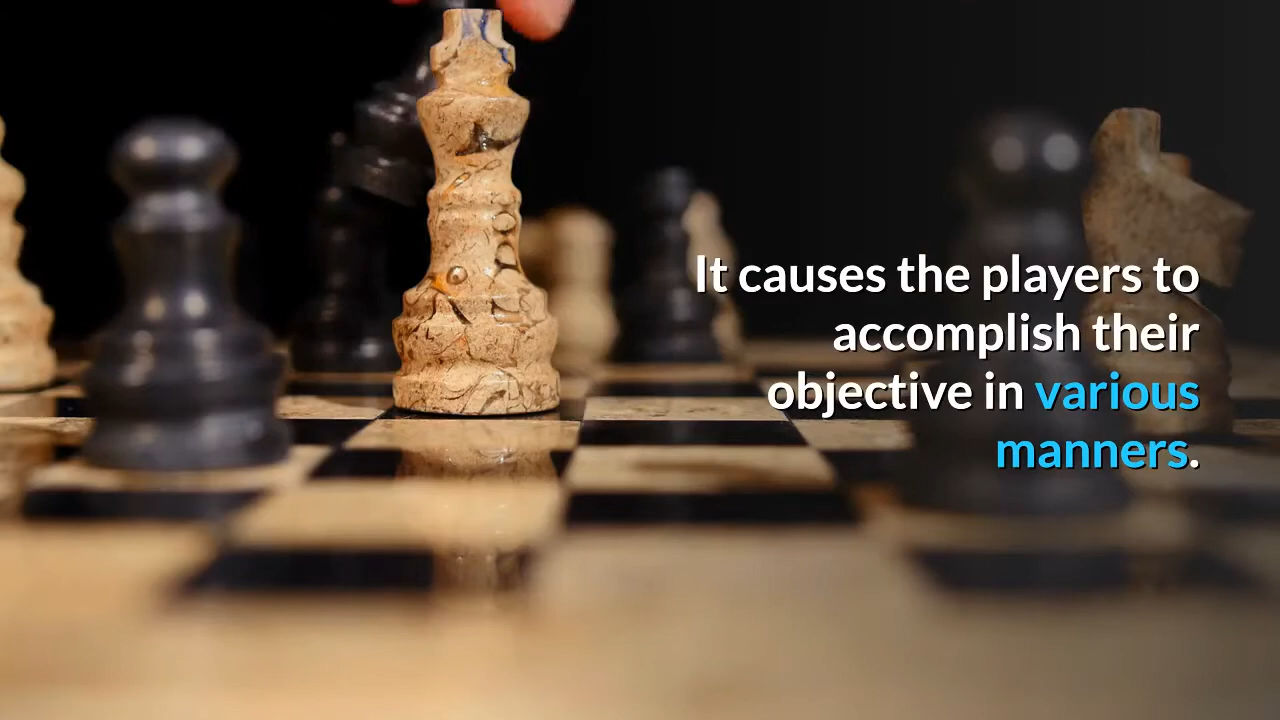 It causes the players to
accomplish their
objective in various
manners.